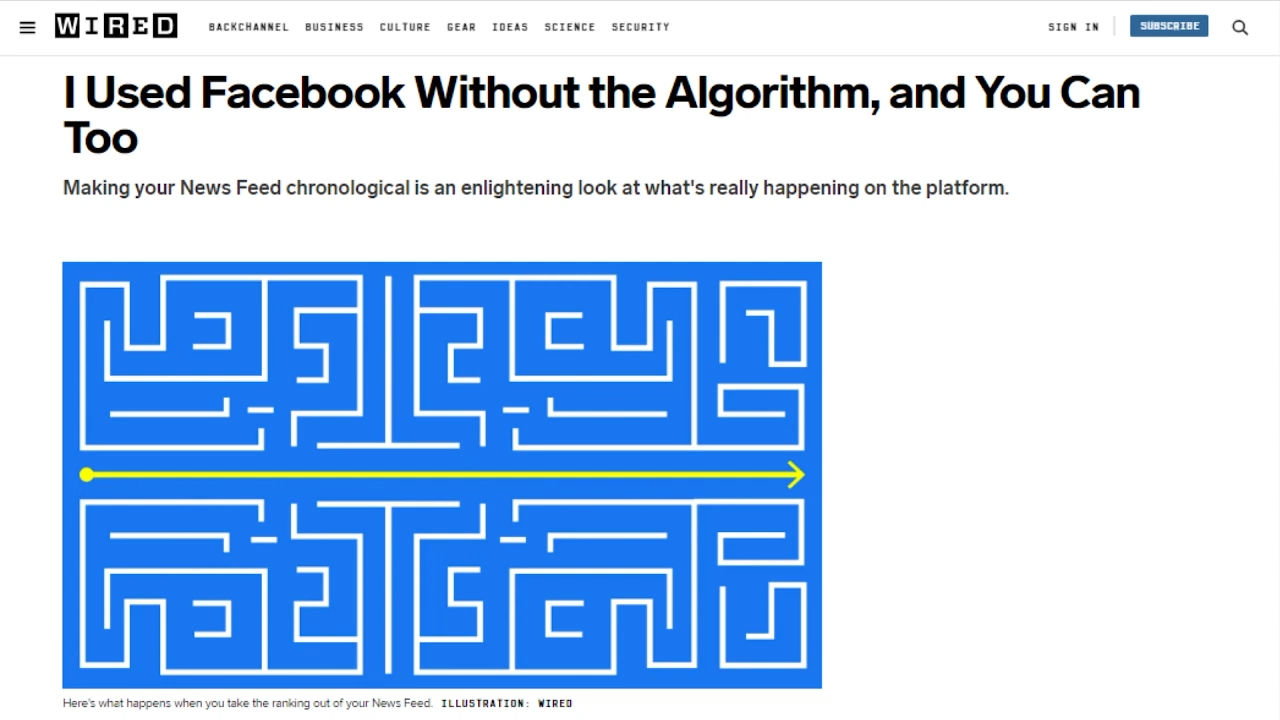 WIRED BACKCHANNEL BUSINESS CULTURE GEAR IDEAS SCIENCE SECURITY SIGN IN SUBSCRIBE
I Used Facebook Without the Algorithm, and You Can
Too
Making your News Feed chronological is an enlightening look at what's really happening on the platform.
Here's what happens when you take the ranking out of your News Feed. ILLUSTRATION: WIRED